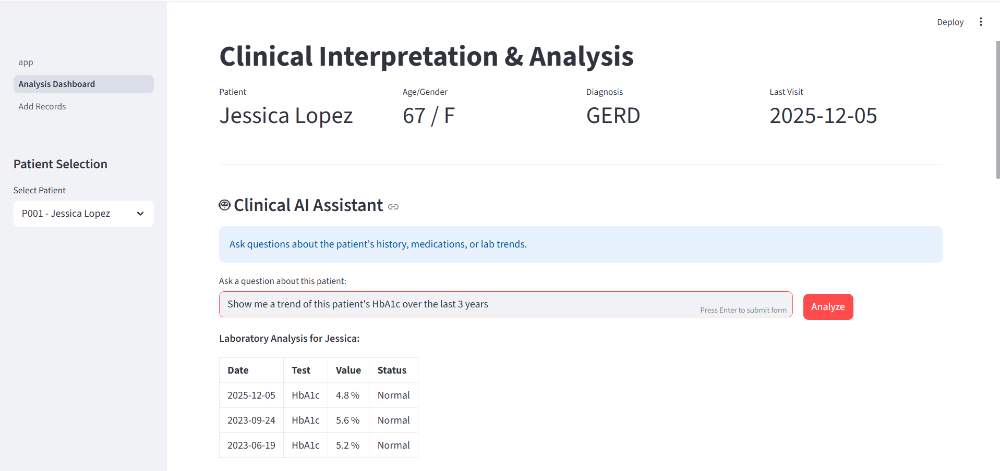 Deploy
app
Analysis Dashboard
Add Records
Patient Selection
Select Patient
P001 - Jessica Lopez
Clinical Interpretation & Analysis
Patient Age/Gender Diagnosis Last Visit
Jessica Lopez 67 / F GERD 2025-12-05
Clinical AI Assistant
Ask questions about the patient's history, medications, or lab trends.
Ask a question about this patient:
Show me a trend of this patient's HbA1c over the last 3 years
Press Enter to submit form
Analyze
Laboratory Analysis for Jessica:
Date Test Value Status
2025-12-05 HbA1c 4.8 % Normal
2023-09-24 HbA1c 5.6 % Normal
2023-06-19 HbA1c 5.2 % Normal